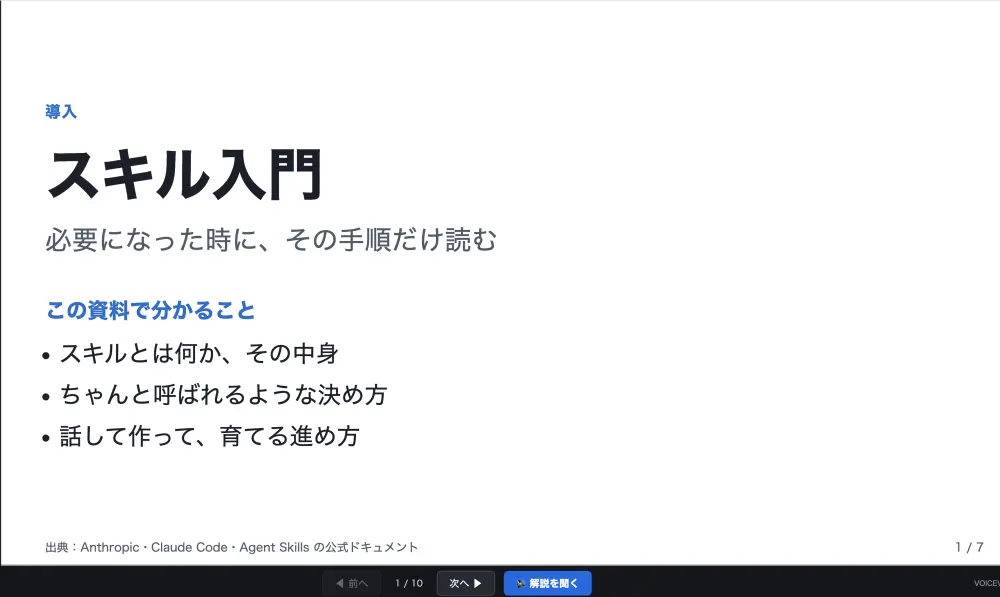 導入
スキル入門
必要になった時に、その手順だけ読む
この資料で分かること
• スキルとは何か、その中身
• ちゃんと呼ばれるような決め方
• 話して作って、育てる進め方
出典：Anthropic・Claude Code・Agent Skills の公式ドキュメント
1 / 7
◀ 前へ
1 / 10
次へ ▶
解説を聞く